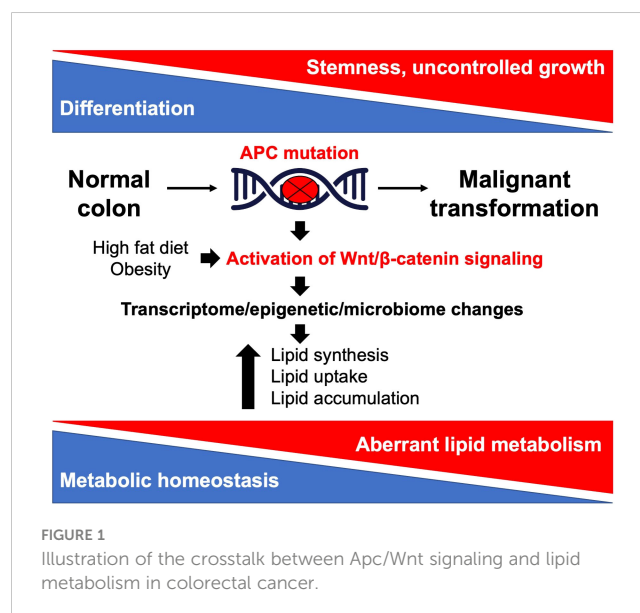 Stemness, uncontrolled growth
Differentiation
APC mutation
Normal
colon
Malignant
transformation
High fat diet
Obesity
Activation of Wnt/β-catenin signaling
Transcriptome/epigenetic/microbiome changes
Lipid synthesis
Lipid uptake
Lipid accumulation
Aberrant lipid metabolism
Metabolic homeostasis
FIGURE 1
Illustration of the crosstalk between Apc/Wnt signaling and lipid
metabolism in colorectal cancer.